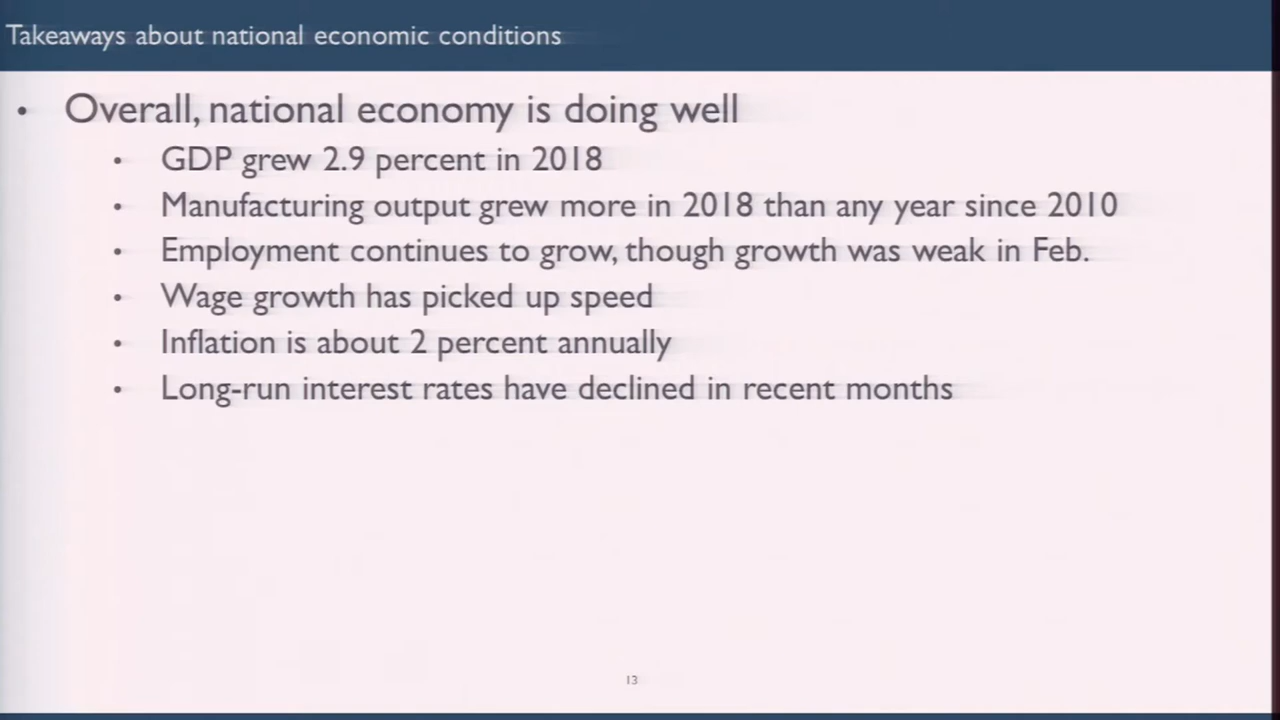 Takeaways about national economic conditions
• Overall, national economy is doing well
• GDP grew 2.9 percent in 2018
• Manufacturing output grew more in 2018 than any year since 2010
• Employment continues to grow, though growth was weak in Feb.
• Wage growth has picked up speed
• Inflation is about 2 percent annually
• Long-run interest rates have declined in recent months
13